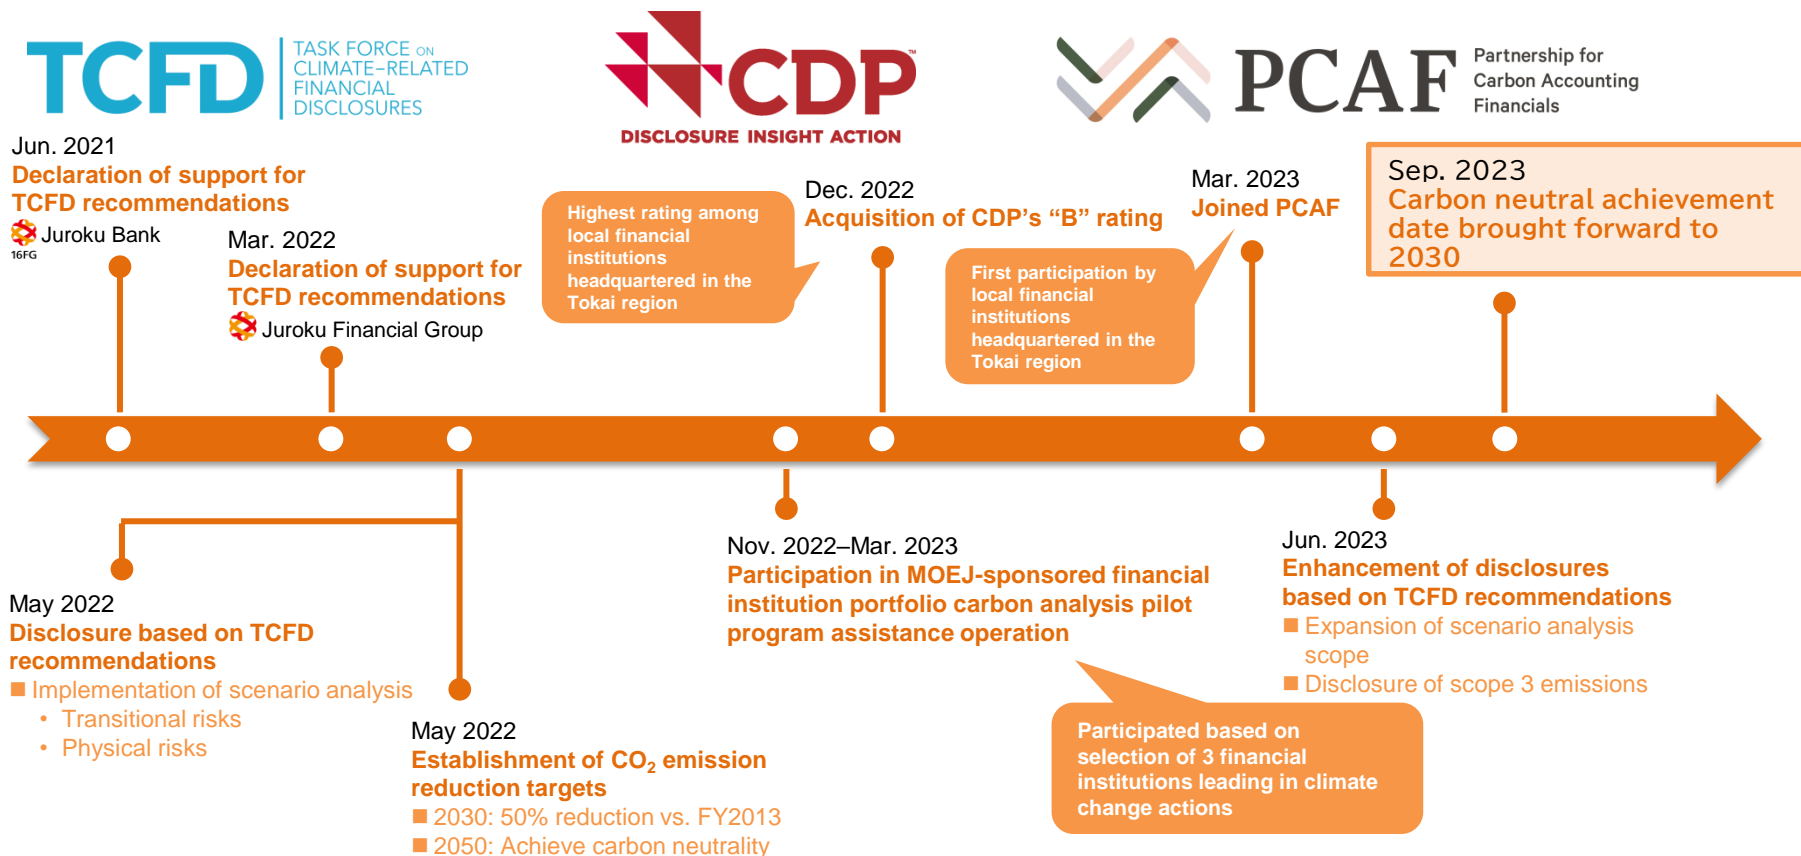 TCFD
TASK FORCE ON
CLIMATE-RELATED
FINANCIAL
DISCLOSURES
CDP™
DISCLOSURE INSIGHT ACTION
PCAF
Partnership for
Carbon Accounting
Financials
Jun. 2021
Declaration of support for
TCFD recommendations
16FG
Juroku Bank
Mar. 2022
Declaration of support for
TCFD recommendations
Juroku Financial Group
Highest rating among
local financial
institutions
headquartered in the
Tokai region
Dec. 2022
Acquisition of CDP's “B” rating
First participation by
local financial
institutions
headquartered in the
Tokai region
Mar. 2023
Joined PCAF
Sep. 2023
Carbon neutral achievement
date brought forward to
2030
May 2022
Disclosure based on TCFD
recommendations
■ Implementation of scenario analysis
• Transitional risks
• Physical risks
May 2022
Establishment of CO₂ emission
reduction targets
■ 2030: 50% reduction vs. FY2013
■ 2050: Achieve carbon neutrality
Nov. 2022–Mar. 2023
Participation in MOEJ-sponsored financial
institution portfolio carbon analysis pilot
program assistance operation
Participated based on
selection of 3 financial
institutions leading in climate
change actions
Jun. 2023
Enhancement of disclosures
based on TCFD recommendations
■ Expansion of scenario analysis
scope
■ Disclosure of scope 3 emissions